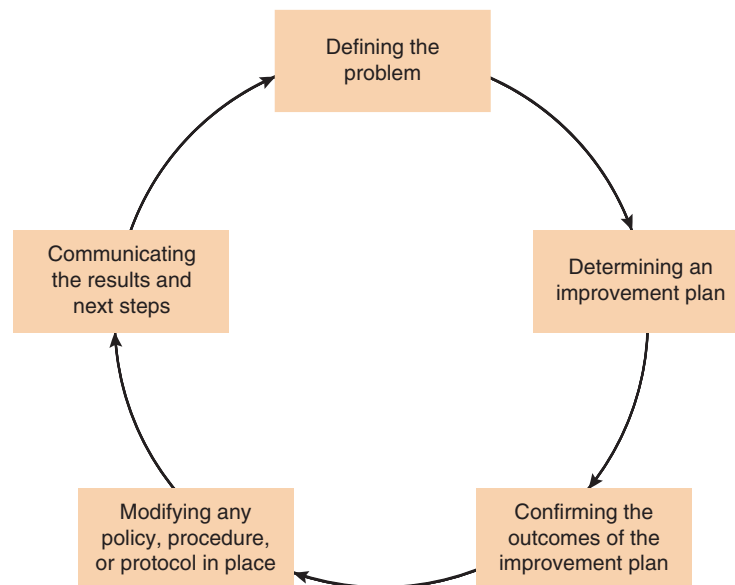 Defining the
problem
Determining an
improvement plan
Confirming the
outcomes of the
improvement plan
Modifying any
policy, procedure,
or protocol in place
Communicating
the results and
next steps